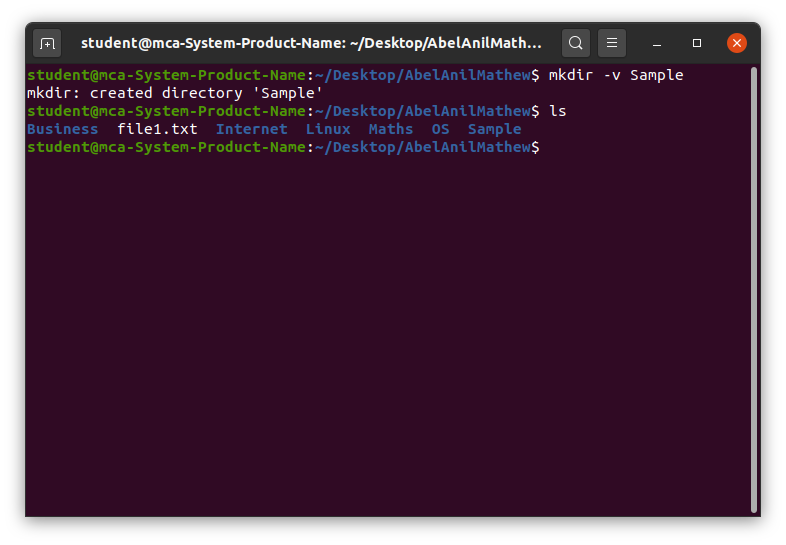 student@mca-System-Product-Name: ~/Desktop/AbelAnilMath...
student@mca-System-Product-Name:~/Desktop/AbelAnilMathew$ mkdir -v Sample
mkdir: created directory 'Sample'
student@mca-System-Product-Name:~/Desktop/AbelAnilMathew$ ls
Business  file1.txt  Internet  Linux  Maths  OS  Sample
student@mca-System-Product-Name:~/Desktop/AbelAnilMathew$